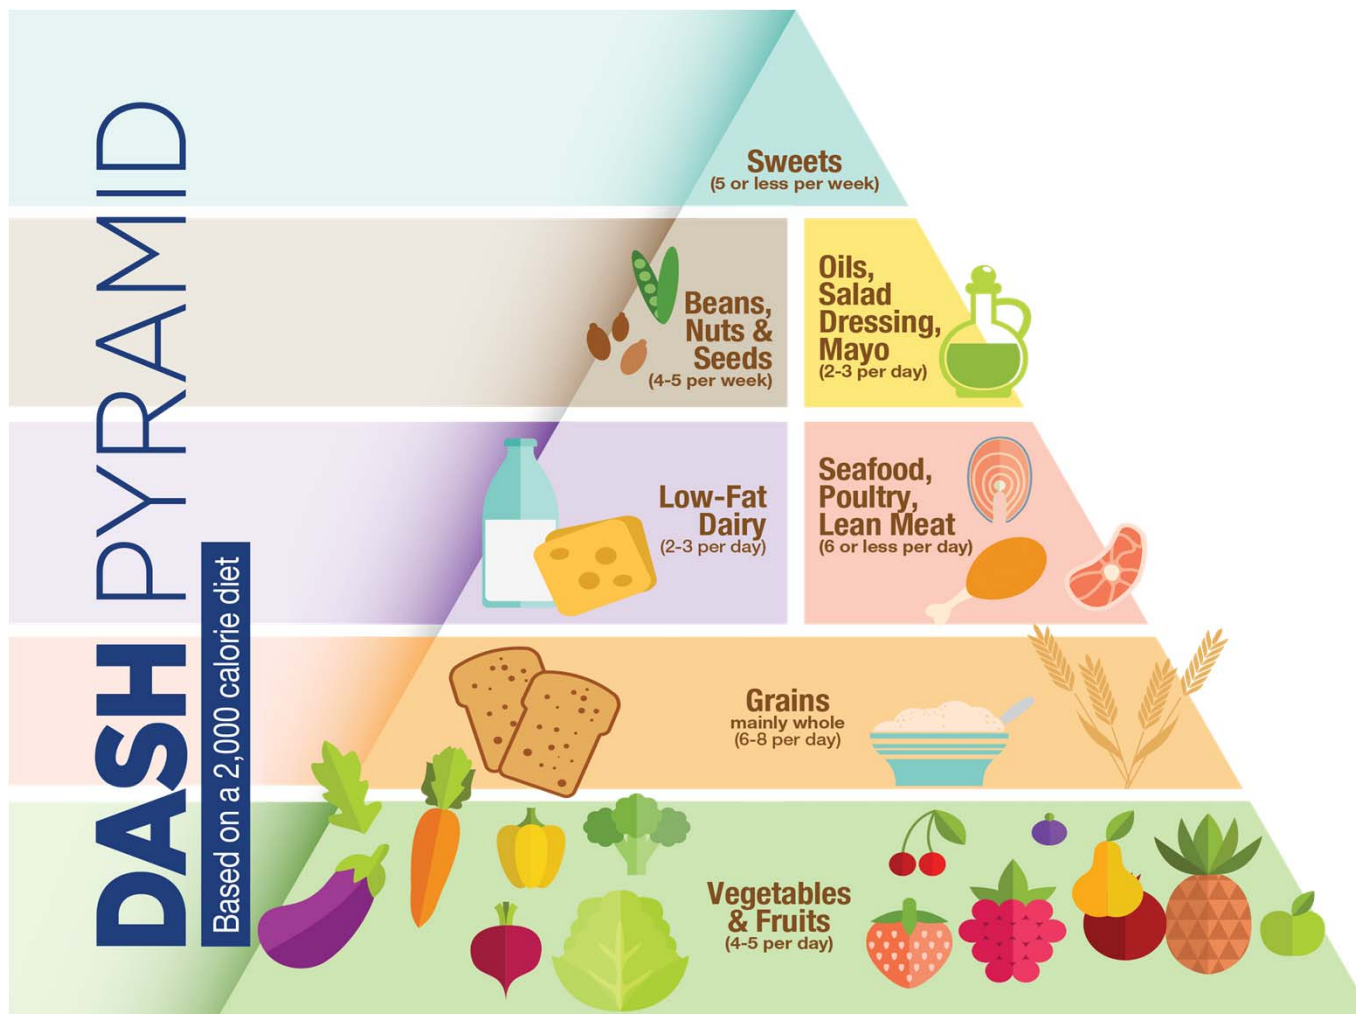 DASH PYRAMID
Based on a 2,000 calorie diet
Sweets
(5 or less per week)
Beans,
Nuts &
Seeds
(4-5 per week)
Oils,
Salad
Dressing,
Mayo
(2-3 per day)
Low-Fat
Dairy
(2-3 per day)
Seafood,
Poultry,
Lean Meat
(6 or less per day)
Grains
mainly whole
(6-8 per day)
Vegetables
& Fruits
(4-5 per day)